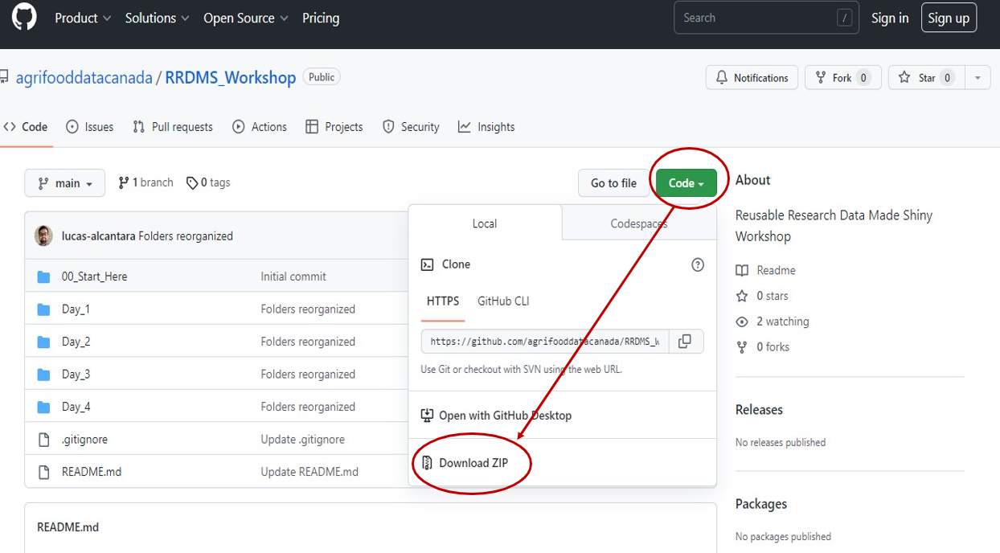 Product Solutions Open Source Pricing Search / Sign in Sign up
agrifooddatacanada / RRDMS_Workshop Public Notifications Fork 0 Star 0
Code Issues Pull requests Actions Projects Security Insights
main 1 branch 0 tags Go to file Code
About
Reusable Research Data Made Shiny
Workshop
Readme
0 stars
2 watching
0 forks
Releases
No releases published
Packages
No packages published
lucas-alcantara Folders reorganized
00_Start_Here Initial commit
Day_1 Folders reorganized
Day_2 Folders reorganized
Day_3 Folders reorganized
Day_4 Folders reorganized
.gitignore Update .gitignore
README.md Update README.md
Local Codespaces
Clone
HTTPS GitHub CLI
https://github.com/agrifooddatacanada/RRDMS_W
Use Git or checkout with SVN using the web URL.
Open with GitHub Desktop
Download ZIP
README.md